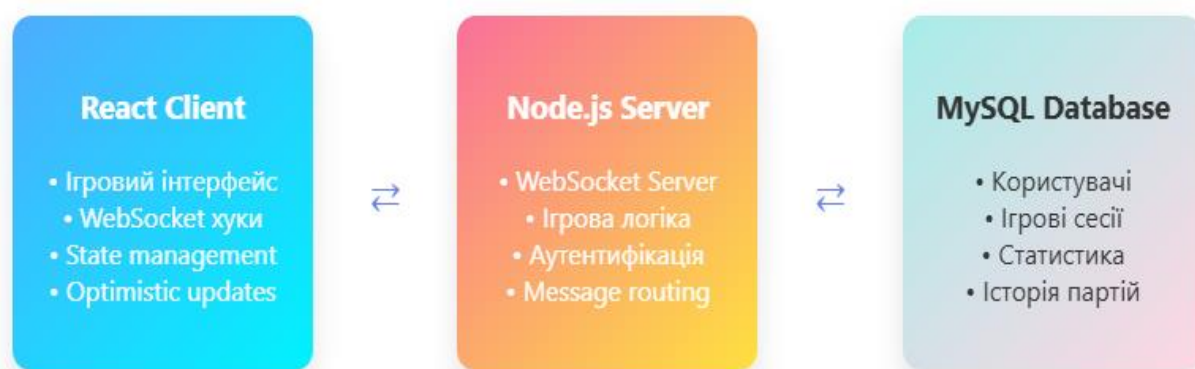 React Client
• Ігровий інтерфейс
• WebSocket хуки
• State management
• Optimistic updates
⇄
Node.js Server
• WebSocket Server
• Ігрова логіка
• Аутентифікація
• Message routing
⇄
MySQL Database
• Користувачі
• Ігрові сесії
• Статистика
• Історія партій